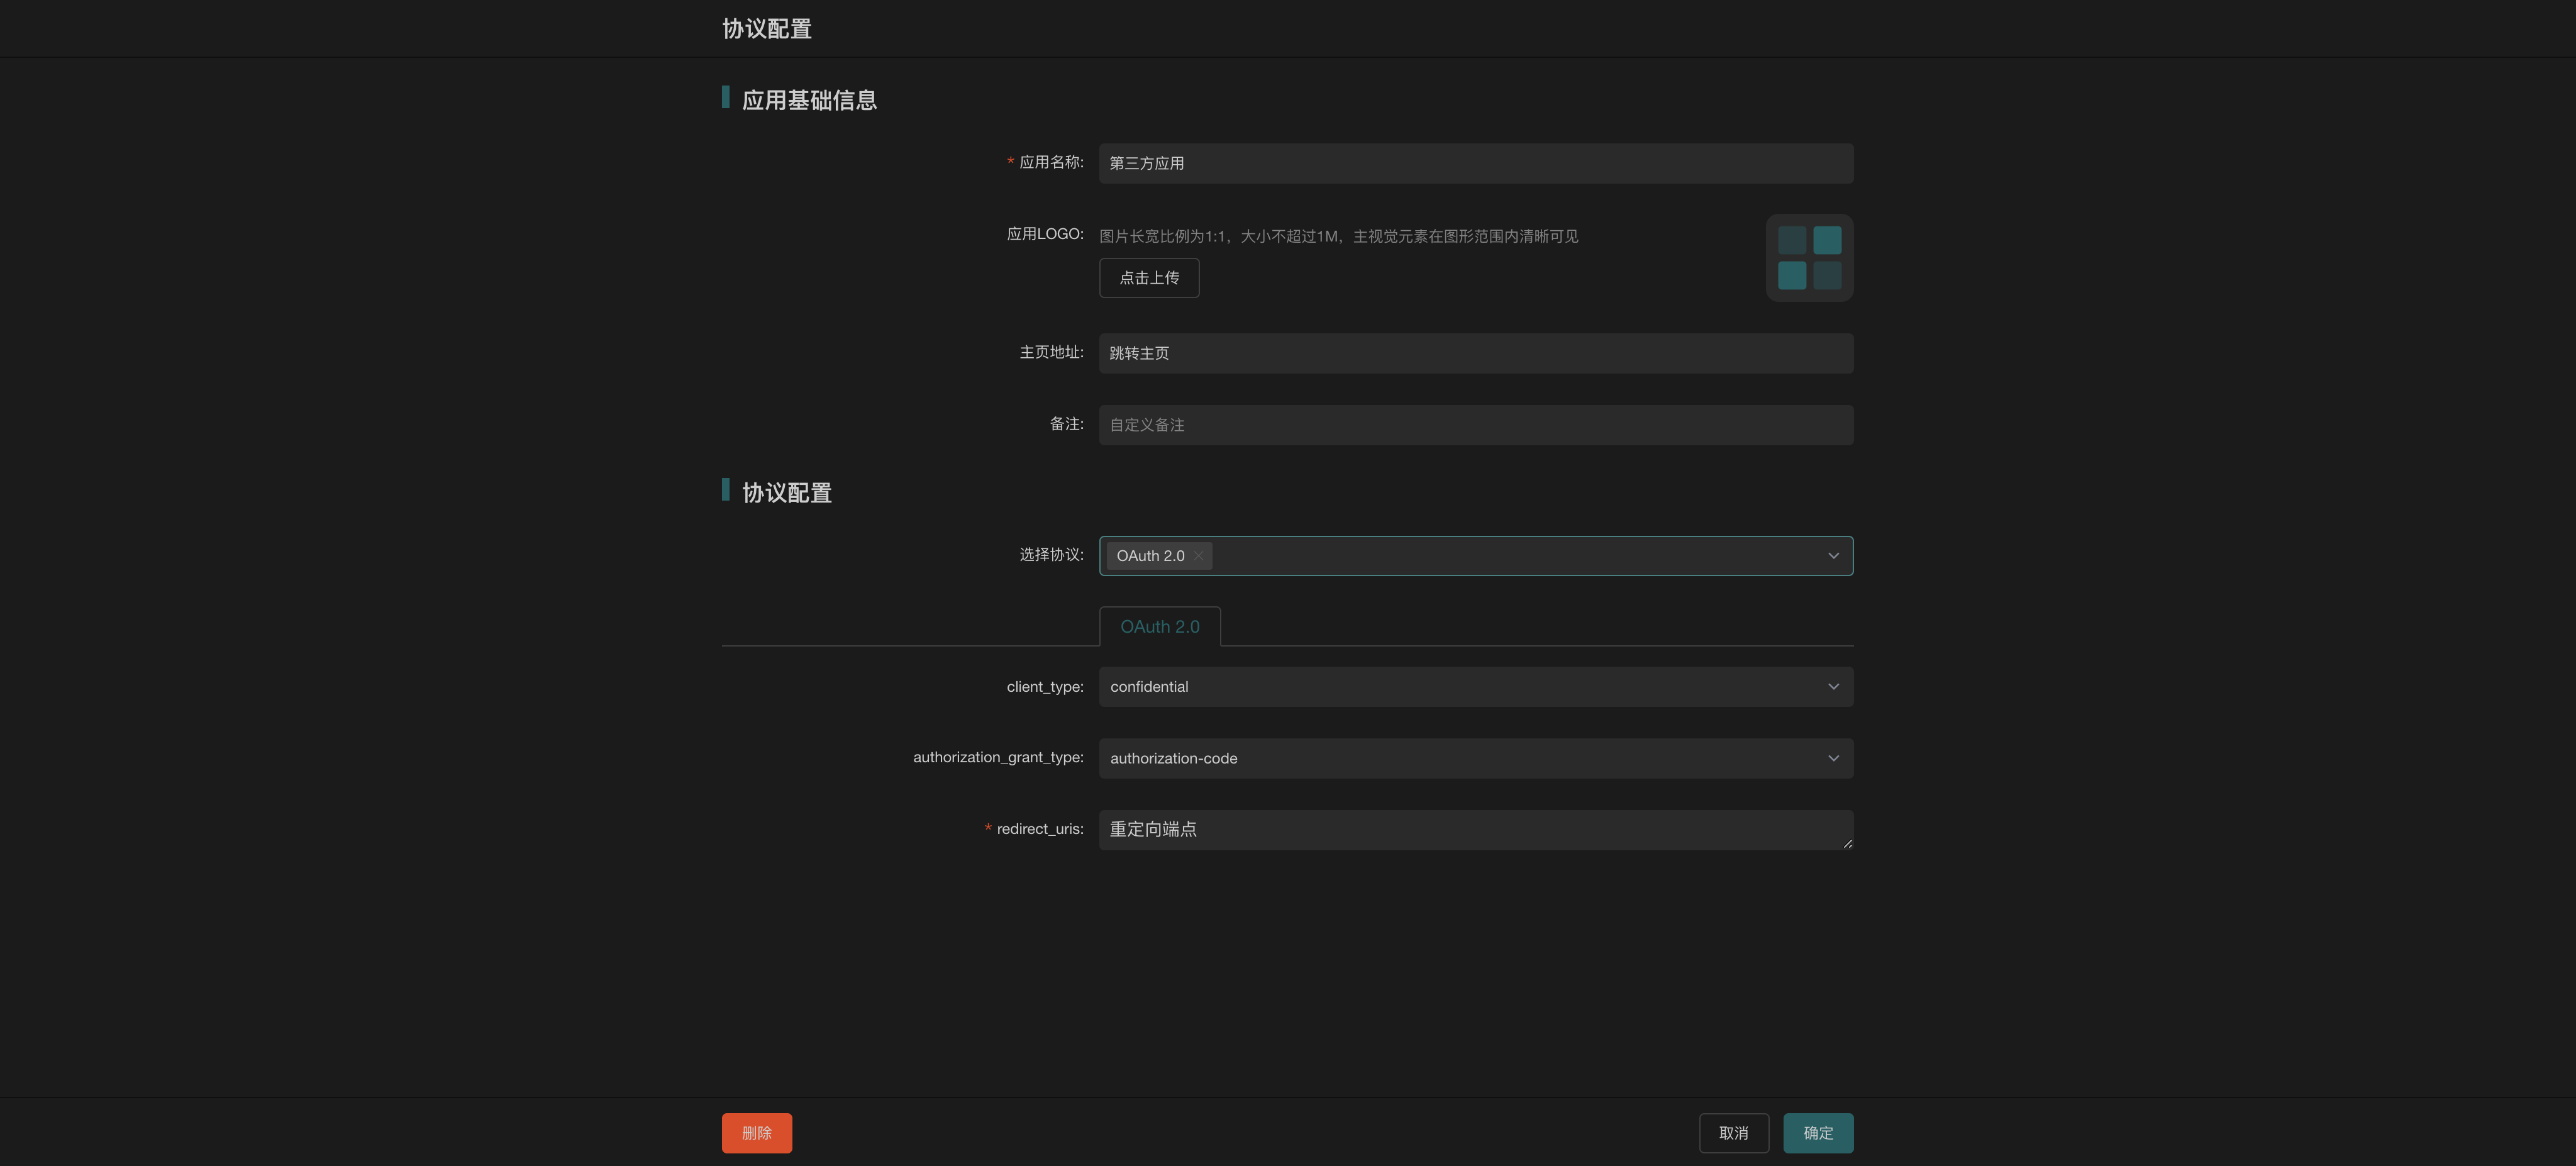 协议配置
应用基础信息
* 应用名称: 第三方应用
应用LOGO: 图片长宽比例为1:1，大小不超过1M，主视觉元素在图形范围内清晰可见
点击上传
主页地址: 跳转主页
备注: 自定义备注
协议配置
选择协议: OAuth 2.0
OAuth 2.0
client_type: confidential
authorization_grant_type: authorization-code
* redirect_uris: 重定向端点
删除 取消 确定